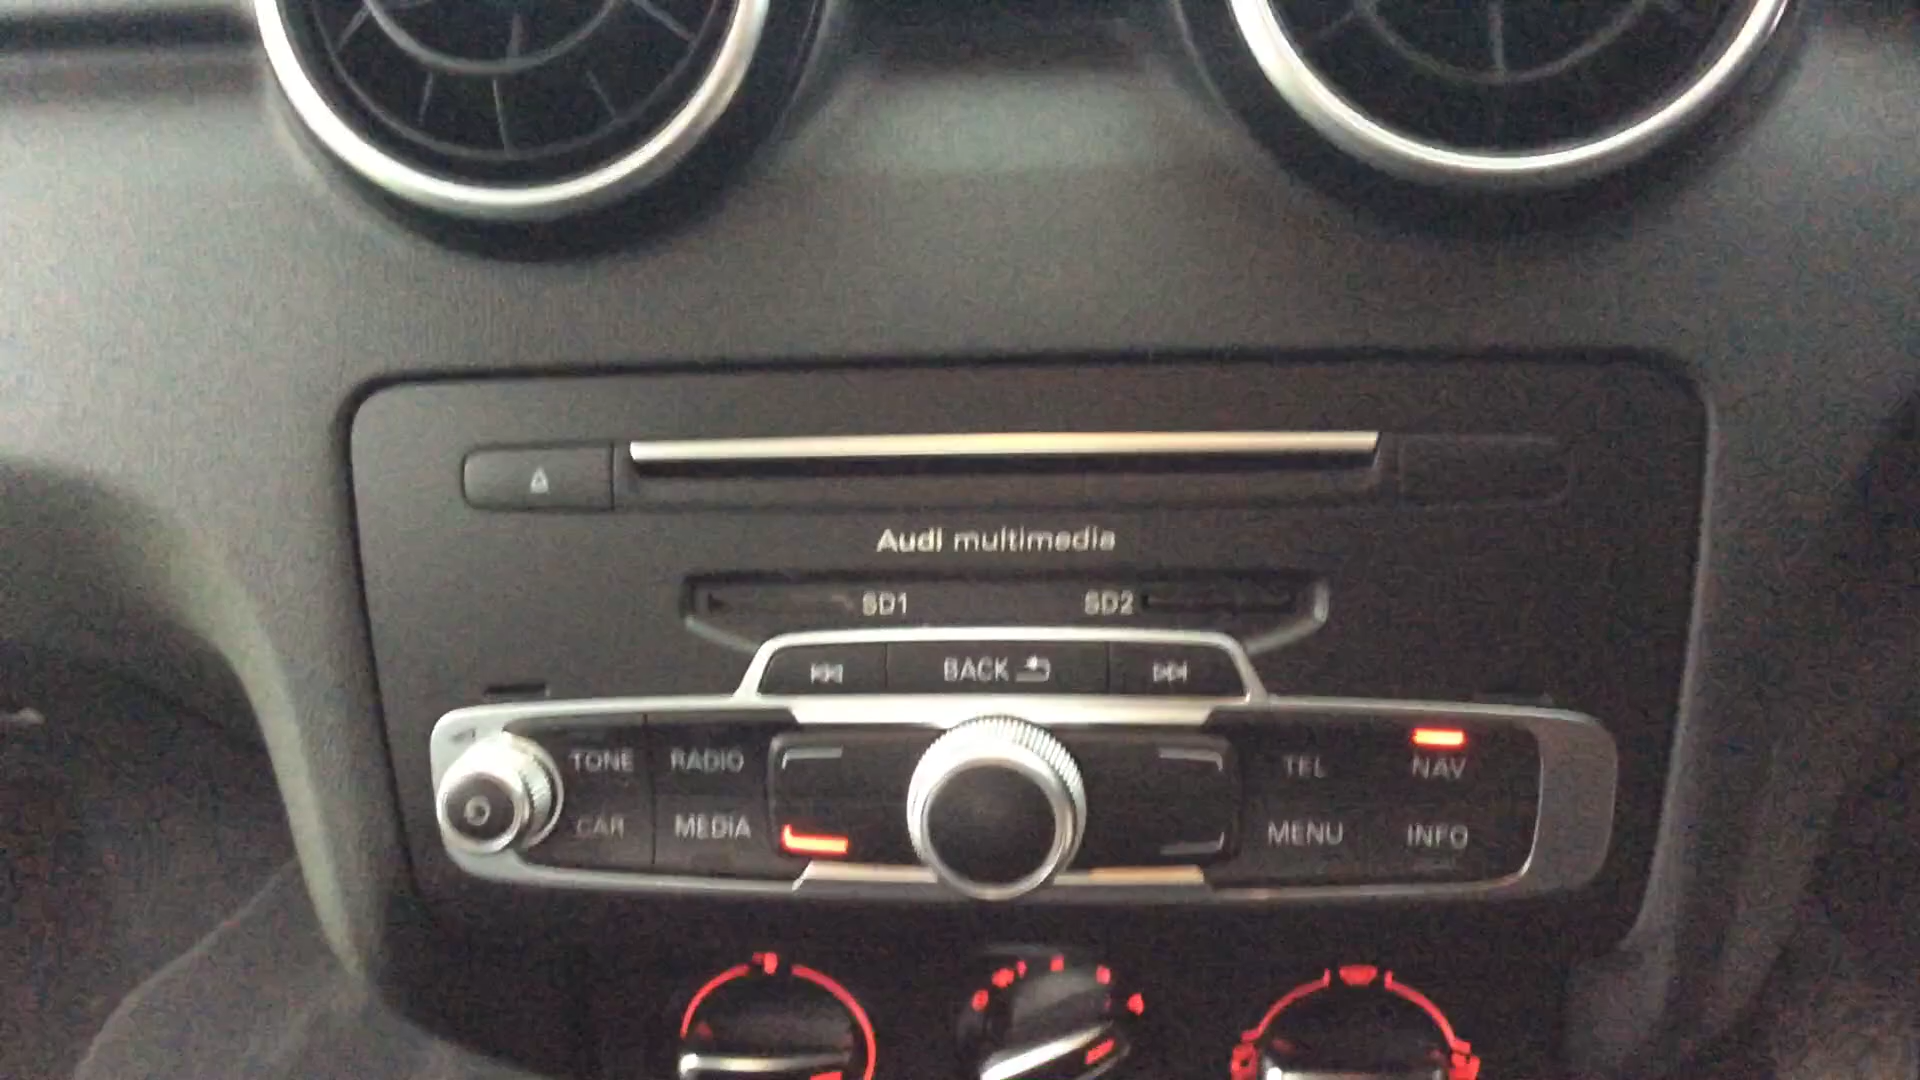 Audi multimedia
SD1 SD2
BACK
TONE RADIO TEL NAV
CAR MEDIA MENU INFO